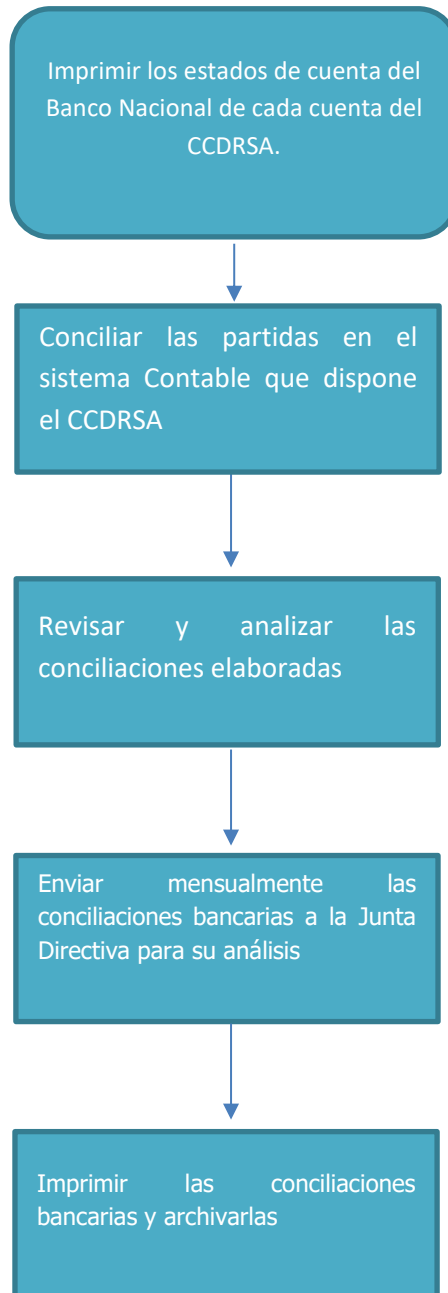 Imprimir los estados de cuenta del
Banco Nacional de cada cuenta del
CCDRSA.
Conciliar las partidas en el
sistema Contable que dispone
el CCDRSA
Revisar y analizar las
conciliaciones elaboradas
Enviar mensualmente las
conciliaciones bancarias a la Junta
Directiva para su análisis
Imprimir las conciliaciones
bancarias y archivarlas